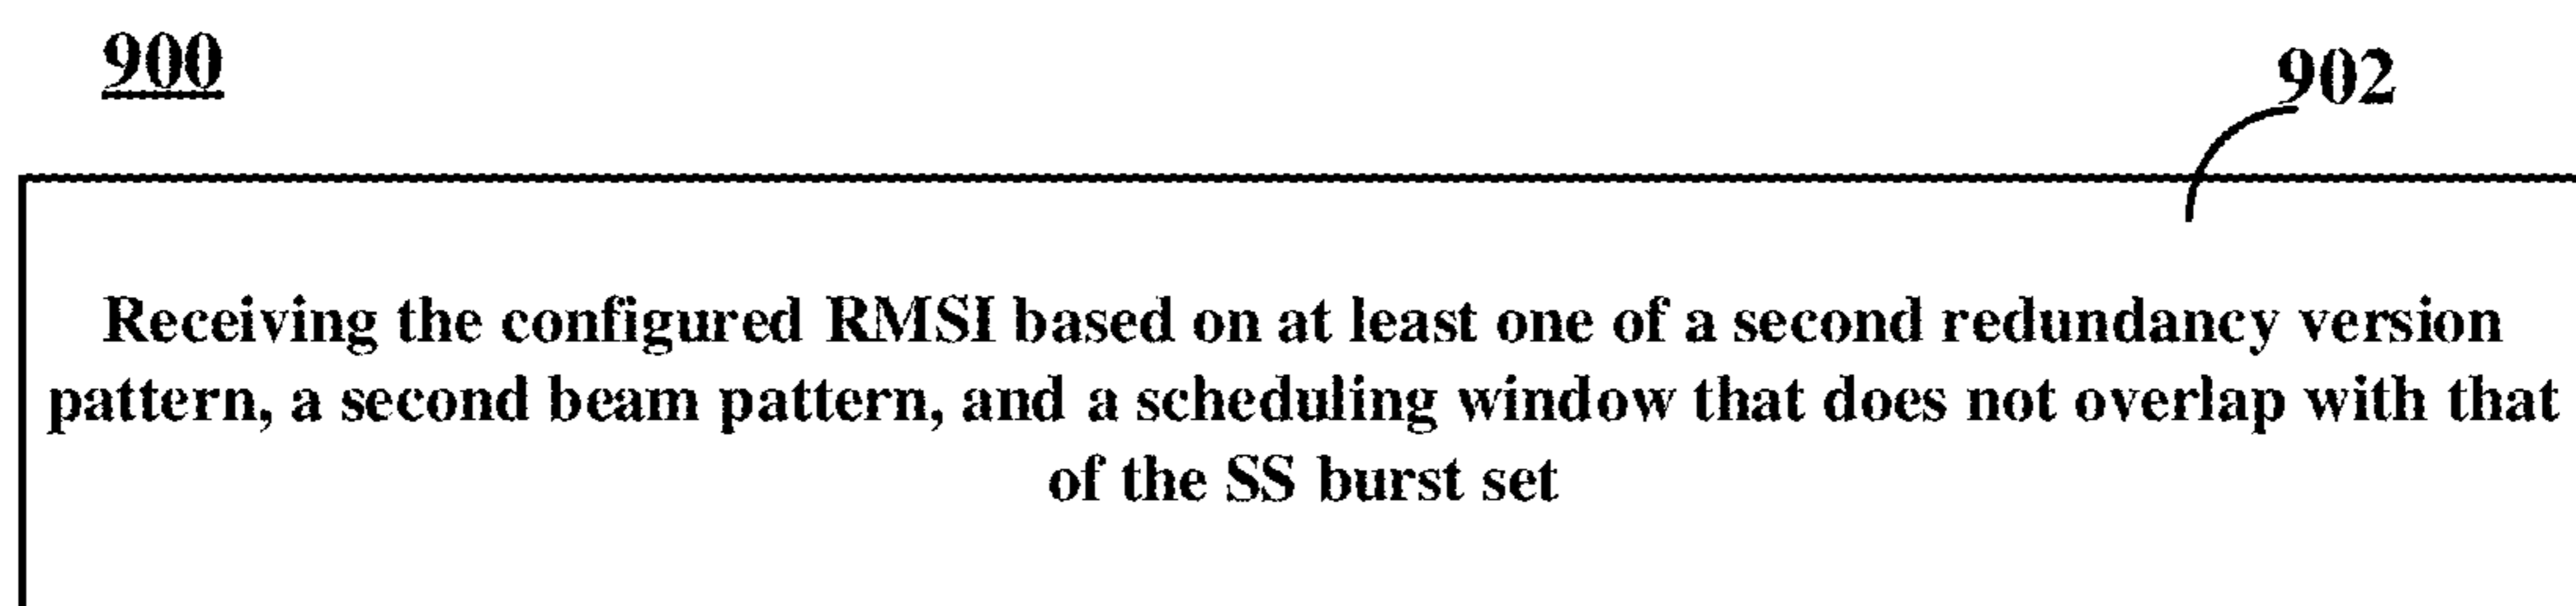 900
902
Receiving the configured RMSI based on at least one of a second redundancy version
pattern, a second beam pattern, and a scheduling window that does not overlap with that
of the SS burst set